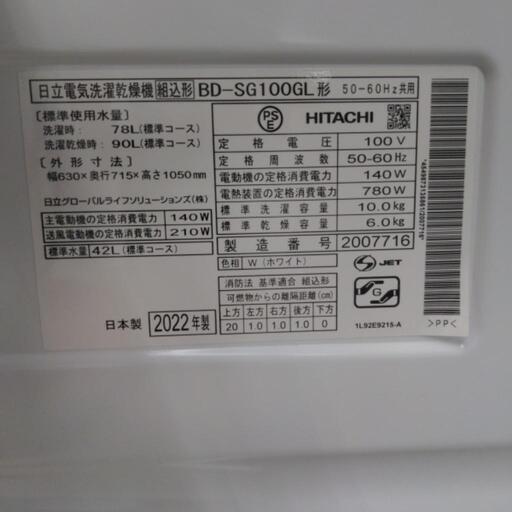 日立電気洗濯乾燥機 組込形 BD-SG100GL形 50-60Hz共用
[標準使用水量]
洗濯時: 78L(標準コース)
洗濯乾燥時: 90L(標準コース)
[外形寸法]
幅630×奥行715×高さ1050mm
日立グローバルライフソリューションズ(株)
主電動機の定格消費電力 140W
送風電動機の定格消費電力 210W
標準水量 42L(標準コース)
日本製 2022年製
PS
E
HITACHI
定格電圧 100V
定格周波数 50-60Hz
電動機の定格消費電力 140W
電熱装置の定格消費電力 780W
標準洗濯容量 10.0kg
標準乾燥容量 6.0kg
製造番号 2007716
色相 W(ホワイト)
S JET
消防法 基準適合 組込形
可燃物からの離隔距離(cm)
上方 左方 右方 後方 下方
20 1.0 1.0 1.0 0
G
1L92E9215-A
>PP<